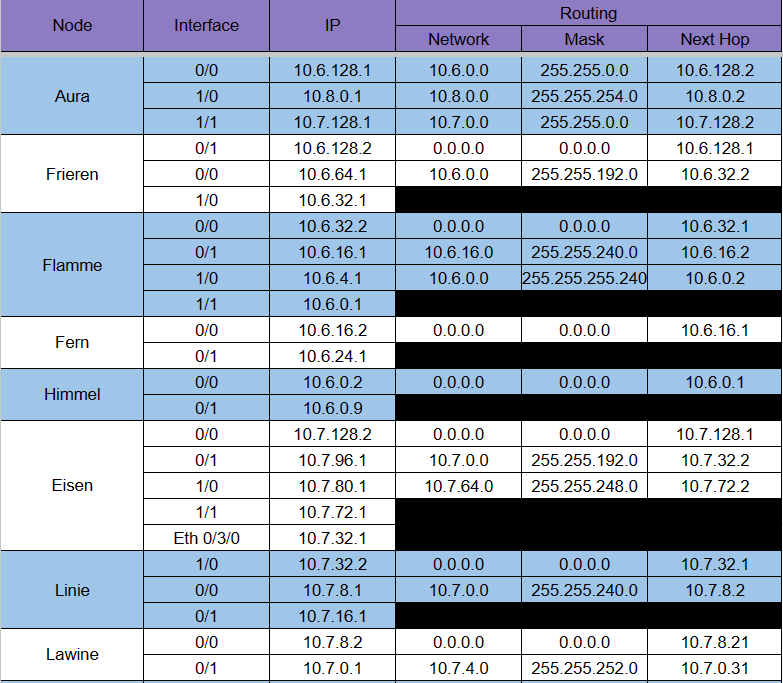 Node Interface IP Routing
Network Mask Next Hop
Aura 0/0 10.6.128.1 10.6.0.0 255.255.0.0 10.6.128.2
1/0 10.8.0.1 10.8.0.0 255.255.254.0 10.8.0.2
1/1 10.7.128.1 10.7.0.0 255.255.0.0 10.7.128.2
Frieren 0/1 10.6.128.2 0.0.0.0 0.0.0.0 10.6.128.1
0/0 10.6.64.1 10.6.0.0 255.255.192.0 10.6.32.2
1/0 10.6.32.1
Flamme 0/0 10.6.32.2 0.0.0.0 0.0.0.0 10.6.32.1
0/1 10.6.16.1 10.6.16.0 255.255.240.0 10.6.16.2
1/0 10.6.4.1 10.6.0.0 255.255.255.240 10.6.0.2
1/1 10.6.0.1
Fern 0/0 10.6.16.2 0.0.0.0 0.0.0.0 10.6.16.1
0/1 10.6.24.1
Himmel 0/0 10.6.0.2 0.0.0.0 0.0.0.0 10.6.0.1
0/1 10.6.0.9
Eisen 0/0 10.7.128.2 0.0.0.0 0.0.0.0 10.7.128.1
0/1 10.7.96.1 10.7.0.0 255.255.192.0 10.7.32.2
1/0 10.7.80.1 10.7.64.0 255.255.248.0 10.7.72.2
1/1 10.7.72.1
Eth 0/3/0 10.7.32.1
Linie 1/0 10.7.32.2 0.0.0.0 0.0.0.0 10.7.32.1
0/0 10.7.8.1 10.7.0.0 255.255.240.0 10.7.8.2
0/1 10.7.16.1
Lawine 0/0 10.7.8.2 0.0.0.0 0.0.0.0 10.7.8.21
0/1 10.7.0.1 10.7.4.0 255.255.252.0 10.7.0.31